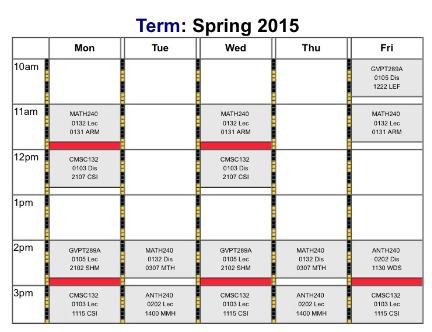 Term: Spring 2015
Mon Tue Wed Thu Fri
10am
GVPT289A
0105 Dis
1222 LEF
11am
MATH240
0132 Lec
0131 ARM
MATH240
0132 Lec
0131 ARM
MATH240
0132 Lec
0131 ARM
12pm
CMSC132
0103 Dis
2107 CSI
CMSC132
0103 Dis
2107 CSI
1pm
2pm
GVPT289A
0105 Lec
2102 SHM
MATH240
0132 Dis
0307 MTH
GVPT289A
0105 Lec
2102 SHM
MATH240
0132 Dis
0307 MTH
ANTH240
0202 Dis
1130 WDS
3pm
CMSC132
0103 Lec
1115 CSI
ANTH240
0202 Lec
1400 MMH
CMSC132
0103 Lec
1115 CSI
ANTH240
0202 Lec
1400 MMH
CMSC132
0103 Lec
1115 CSI